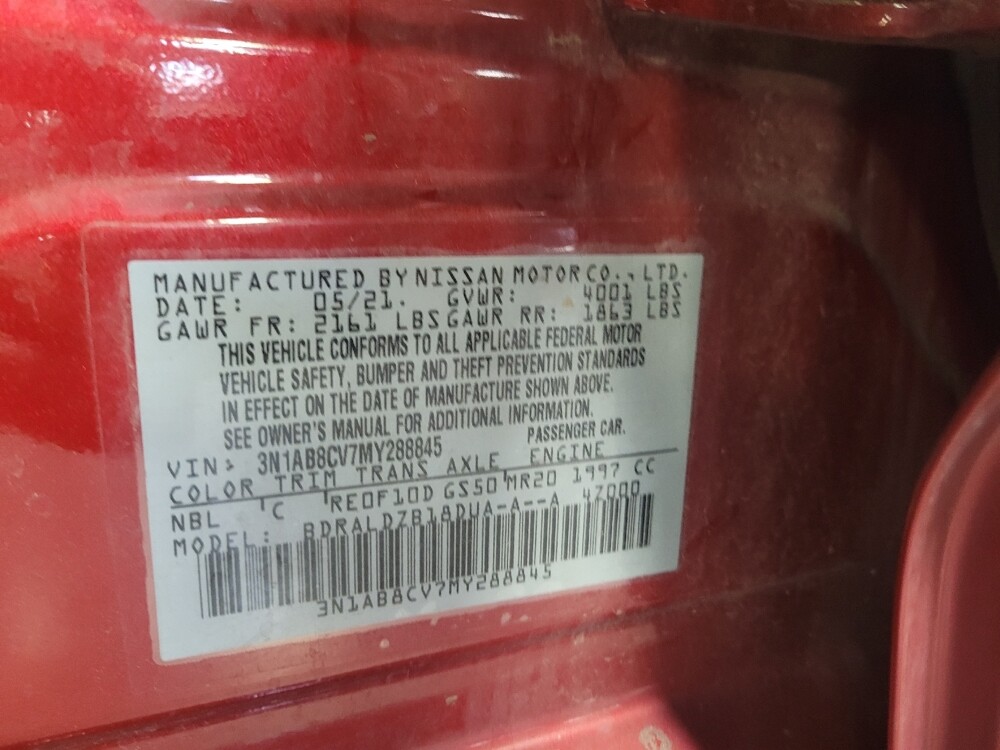 MANUFACTURED BY NISSAN MOTOR CO., LTD.
DATE: 05/21. GVWR: 4001 LBS
GAWR FR: 2161 LBS GAWR RR: 1863 LBS
THIS VEHICLE CONFORMS TO ALL APPLICABLE FEDERAL MOTOR
VEHICLE SAFETY, BUMPER AND THEFT PREVENTION STANDARDS
IN EFFECT ON THE DATE OF MANUFACTURE SHOWN ABOVE.
SEE OWNER'S MANUAL FOR ADDITIONAL INFORMATION.
PASSENGER CAR.
VIN> 3N1AB8CV7MY288845
COLOR TRIM TRANS AXLE ENGINE
NBL C RE0F10D GS50 MR20 1997 CC
MODEL: BDRALDZB18DUA-A--A 47000
3N1AB8CV7MY288845